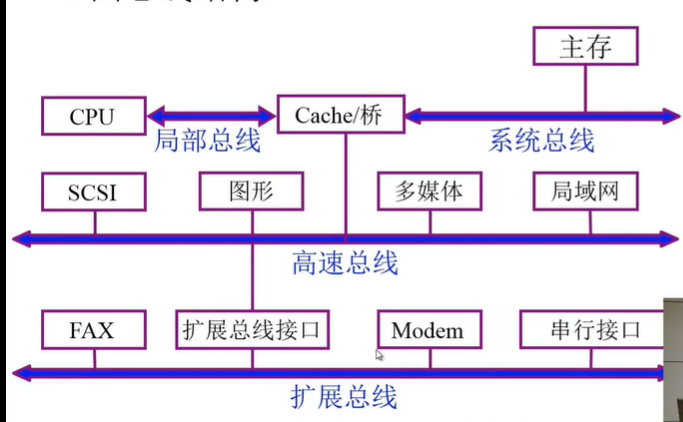 主存
CPU
Cache/桥
局部总线
系统总线
SCSI
图形
多媒体
局域网
高速总线
FAX
扩展总线接口
Modem
串行接口
扩展总线